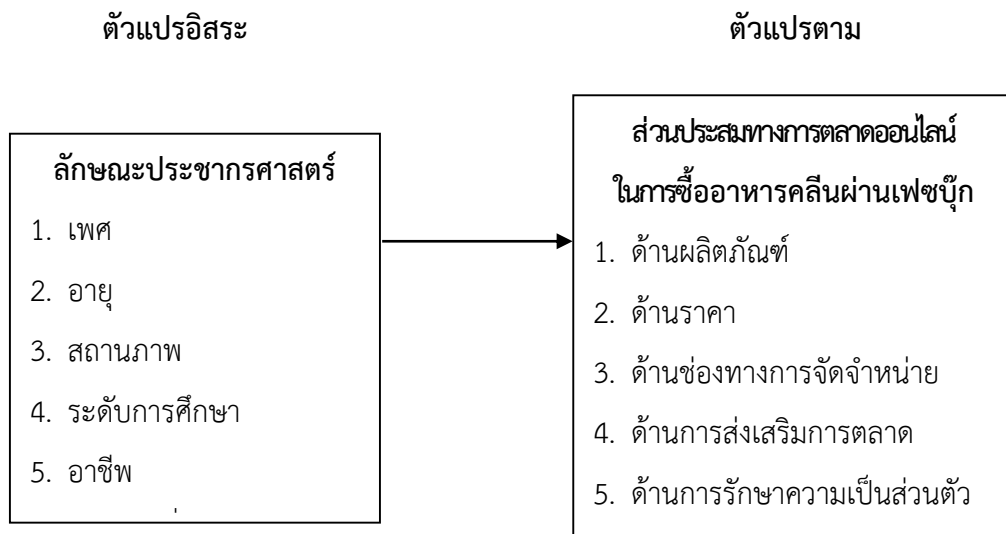 ตัวแปรอิสระ
ตัวแปรตาม
ลักษณะประชากรศาสตร์
1. เพศ
2. อายุ
3. สถานภาพ
4. ระดับการศึกษา
5. อาชีพ
ส่วนประสมทางการตลาดออนไลน์
ในการซื้ออาหารคลีนผ่านเฟซบุ๊ก
1. ด้านผลิตภัณฑ์
2. ด้านราคา
3. ด้านช่องทางการจัดจำหน่าย
4. ด้านการส่งเสริมการตลาด
5. ด้านการรักษาความเป็นส่วนตัว